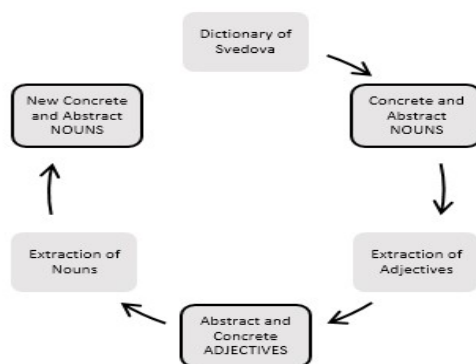 Dictionary of
Svedova
Concrete and
Abstract
NOUNS
Extraction of
Adjectives
Abstract and
Concrete
ADJECTIVES
Extraction of
Nouns
New Concrete
and Abstract
NOUNS